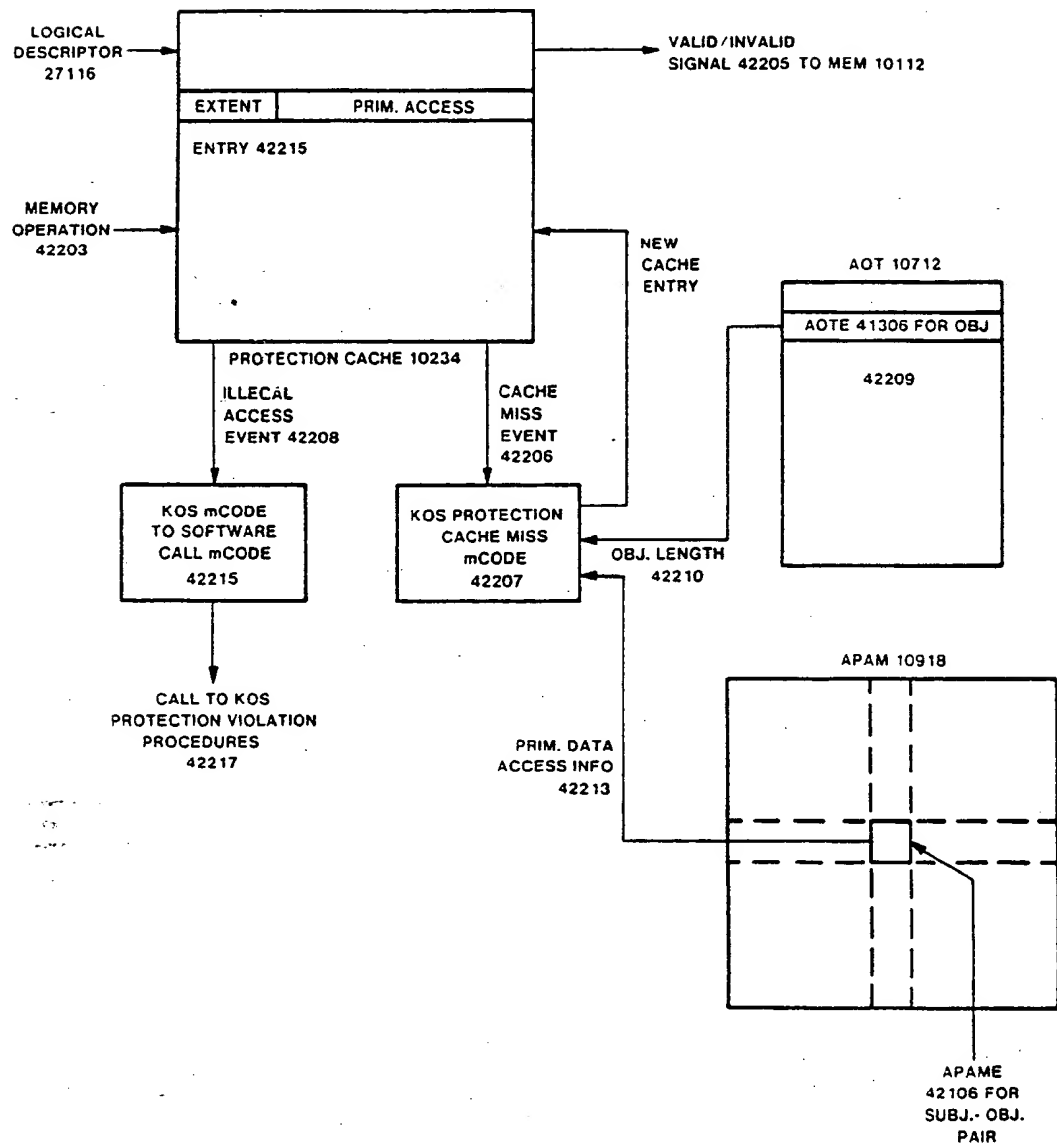 LOGICAL
DESCRIPTOR
27116
VALID/INVALID
SIGNAL 42205 TO MEM 10112
EXTENT
PRIM. ACCESS
ENTRY 42215
MEMORY
OPERATION
42203
NEW
CACHE
ENTRY
AOT 10712
AOTE 41306 FOR OBJ
42209
PROTECTION CACHE 10234
ILLECAL
ACCESS
EVENT 42208
CACHE
MISS
EVENT
42206
KOS mCODE
TO SOFTWARE
CALL mCODE
42215
KOS PROTECTION
CACHE MISS
mCODE
42207
OBJ. LENGTH
42210
CALL TO KOS
PROTECTION VIOLATION
PROCEDURES
42217
APAM 10918
PRIM. DATA
ACCESS INFO
42213
APAME
42106 FOR
SUBJ.- OBJ.
PAIR